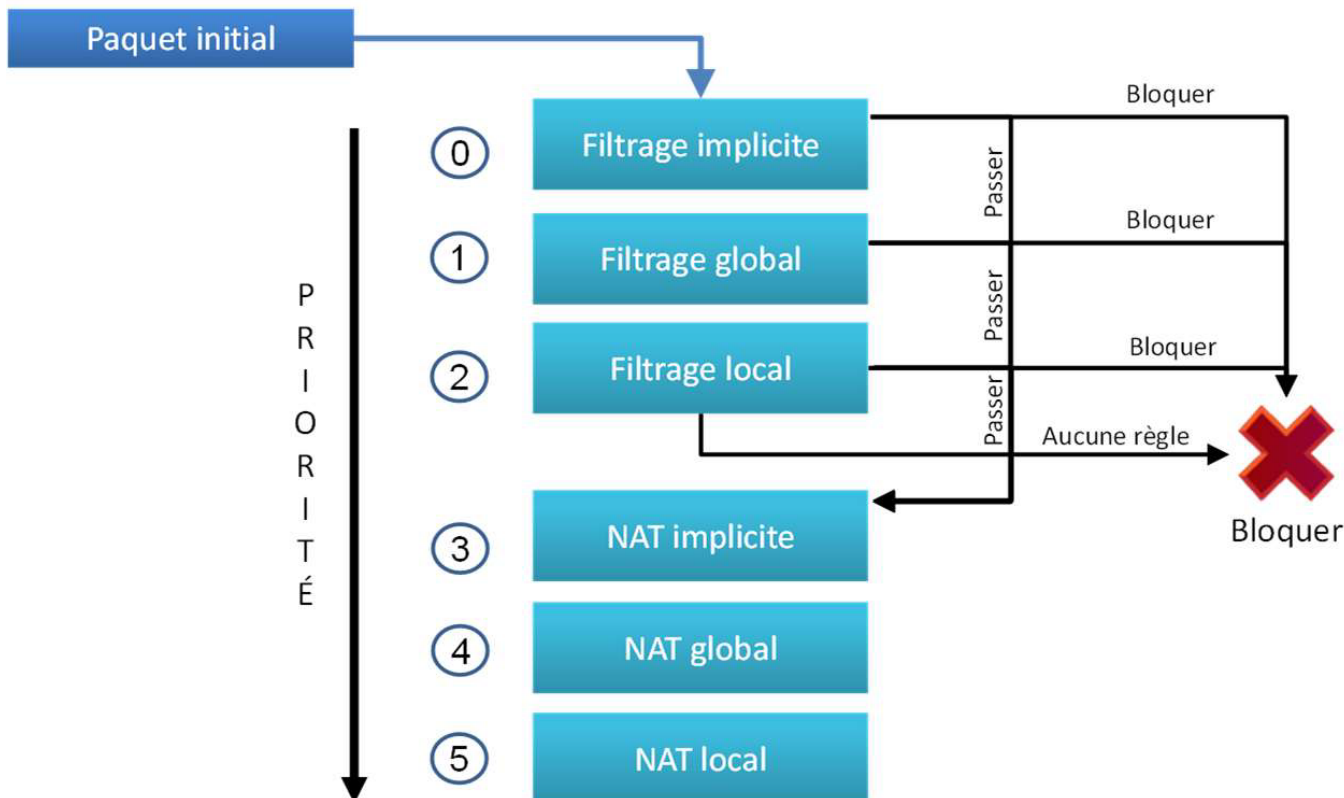 Paquet initial
0
Filtrage implicite
Bloquer
Passer
1
Filtrage global
Bloquer
Passer
2
Filtrage local
Bloquer
Passer
Aucune règle
Bloquer
3
NAT implicite
4
NAT global
5
NAT local
PRIORITÉ